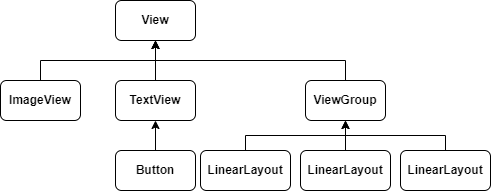 View
ImageView
TextView
ViewGroup
Button
LinearLayout
LinearLayout
LinearLayout